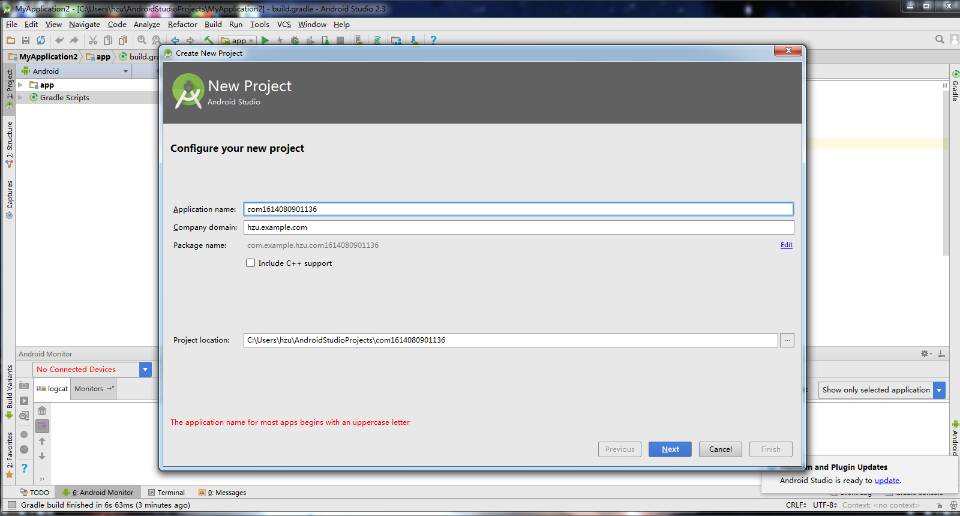 MyApplication2 - [C:\Users\hzu\AndroidStudioProjects\MyApplication2] - build.gradle - Android Studio 2.3
File Edit View Navigate Code Analyze Refactor Build Run Tools VCS Window Help
app
MyApplication2 app build.gr
Create New Project
Android
app
Gradle Scripts
1: Project
2: Structure
Captures
Build Variants
2: Favorites
Gradle
New Project
Android Studio
Configure your new project
Application name: com1614080901136
Company domain: hzu.example.com
Package name: com.example.hzu.com1614080901136 Edit
Include C++ support
Project location: C:\Users\hzu\AndroidStudioProjects\com1614080901136 ...
The application name for most apps begins with an uppercase letter
Previous Next Cancel Finish
Android Monitor
No Connected Devices
logcat Monitors
Show only selected application
m and Plugin Updates
Android Studio is ready to update.
TODO 6: Android Monitor Terminal 0: Messages
Gradle build finished in 6s 63ms (3 minutes ago) CRLF UTF-8 Context: <no context>